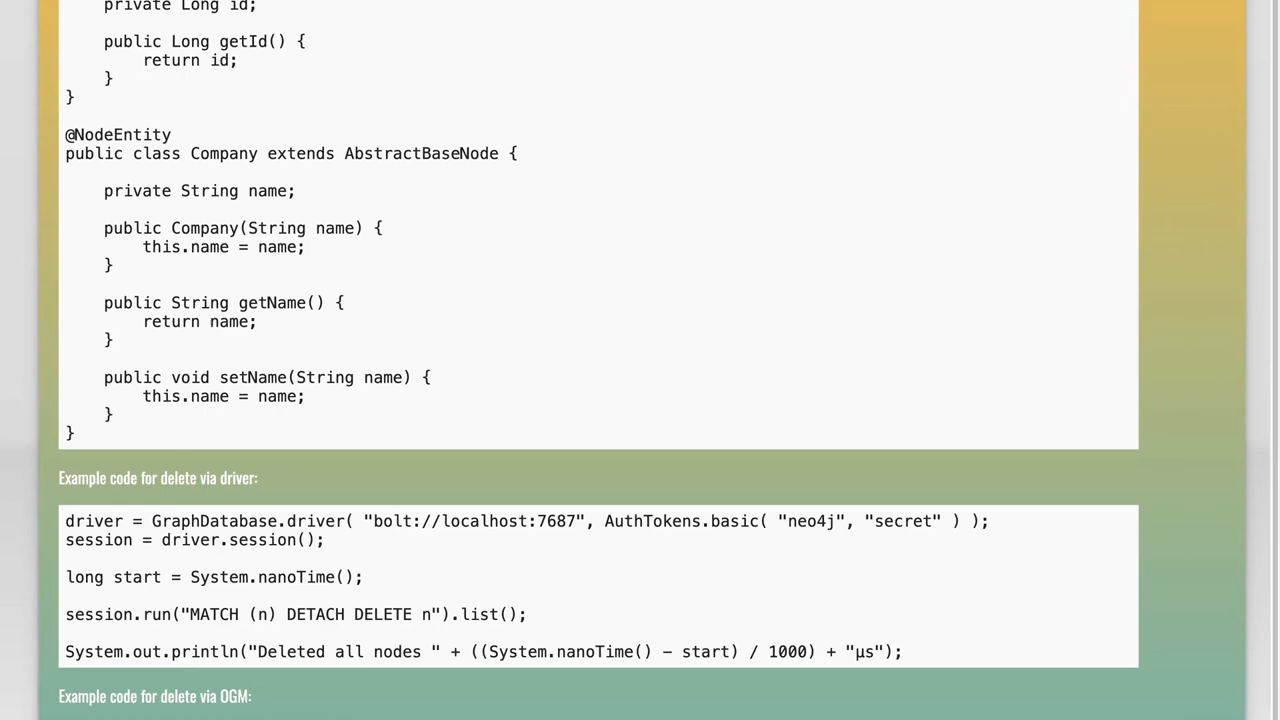 private Long id;
public Long getId() {
return id;
}
}
@NodeEntity
public class Company extends AbstractBaseNode {
private String name;
public Company(String name) {
this.name = name;
}
public String getName() {
return name;
}
public void setName(String name) {
this.name = name;
}
}
Example code for delete via driver:
driver = GraphDatabase.driver( "bolt://localhost:7687", AuthTokens.basic( "neo4j", "secret" ) );
session = driver.session();
long start = System.nanoTime();
session.run("MATCH (n) DETACH DELETE n").list();
System.out.println("Deleted all nodes " + ((System.nanoTime() − start) / 1000) + "μs");
Example code for delete via OGM: